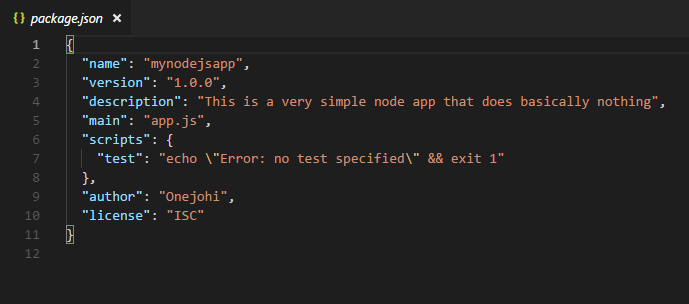 { } package.json ×
1 {
2 "name": "mynodejsapp",
3 "version": "1.0.0",
4 "description": "This is a very simple node app that does basically nothing",
5 "main": "app.js",
6 "scripts": {
7 "test": "echo \"Error: no test specified\" && exit 1"
8 },
9 "author": "Onejohi",
10 "license": "ISC"
11 }
12